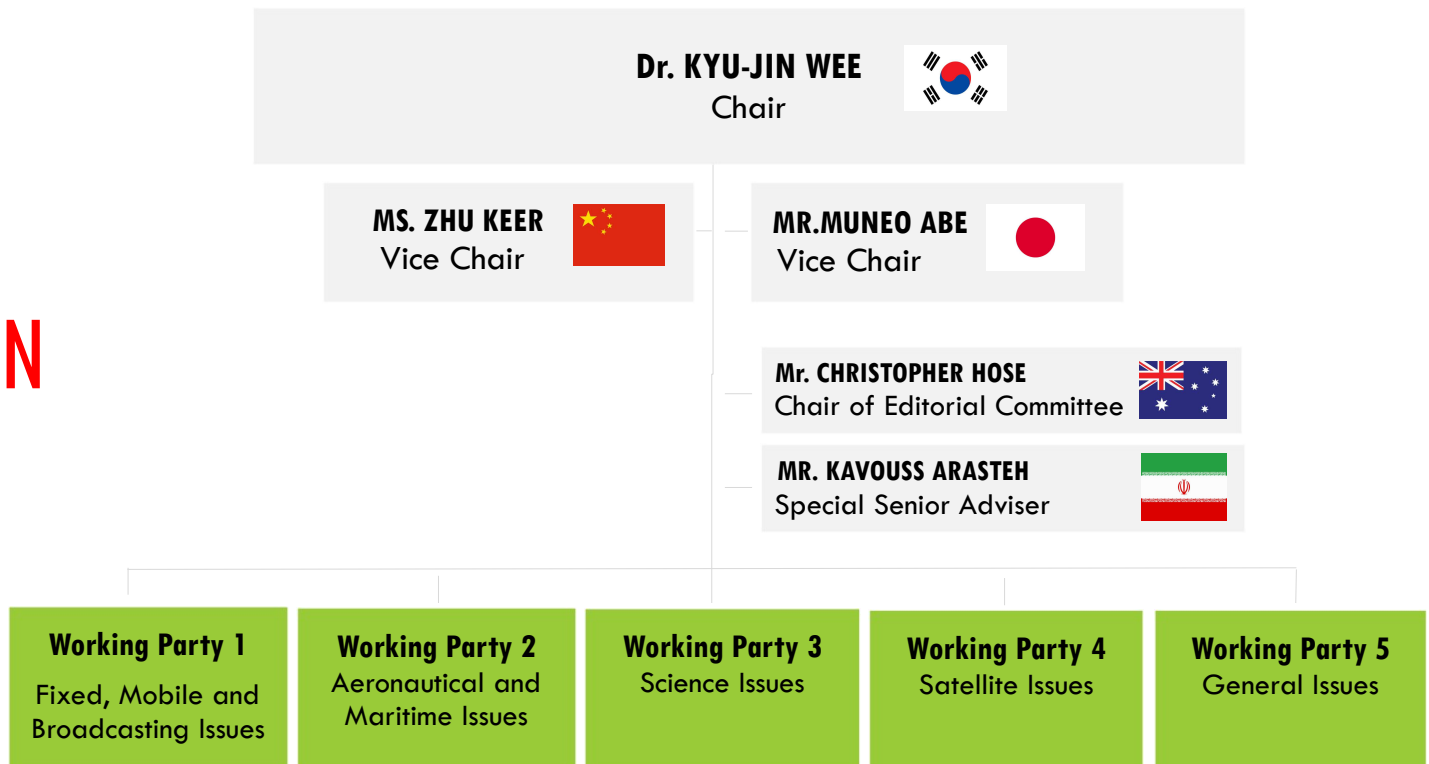 Dr. KYU-JIN WEE
Chair
MS. ZHU KEER
Vice Chair
MR.MUNEO ABE
Vice Chair
N
Mr. CHRISTOPHER HOSE
Chair of Editorial Committee
MR. KAVOUSS ARASTEH
Special Senior Adviser
Working Party 1
Fixed, Mobile and
Broadcasting Issues
Working Party 2
Aeronautical and
Maritime Issues
Working Party 3
Science Issues
Working Party 4
Satellite Issues
Working Party 5
General Issues